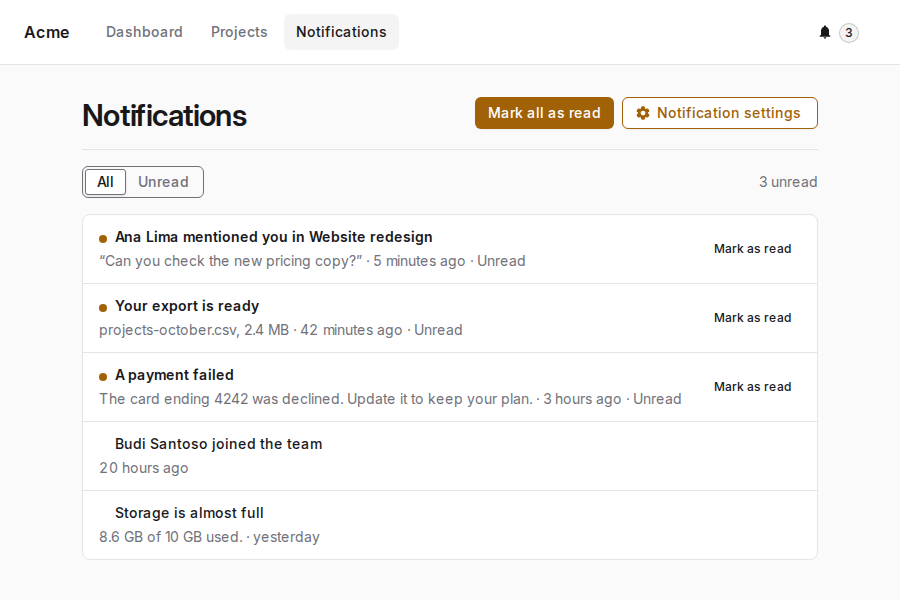 Acme Dashboard Projects Notifications 3
Notifications Mark all as read Notification settings
All Unread 3 unread
Ana Lima mentioned you in Website redesign
“Can you check the new pricing copy?” · 5 minutes ago · Unread
Mark as read
Your export is ready
projects-october.csv, 2.4 MB · 42 minutes ago · Unread
Mark as read
A payment failed
The card ending 4242 was declined. Update it to keep your plan. · 3 hours ago · Unread
Mark as read
Budi Santoso joined the team
20 hours ago
Storage is almost full
8.6 GB of 10 GB used. · yesterday